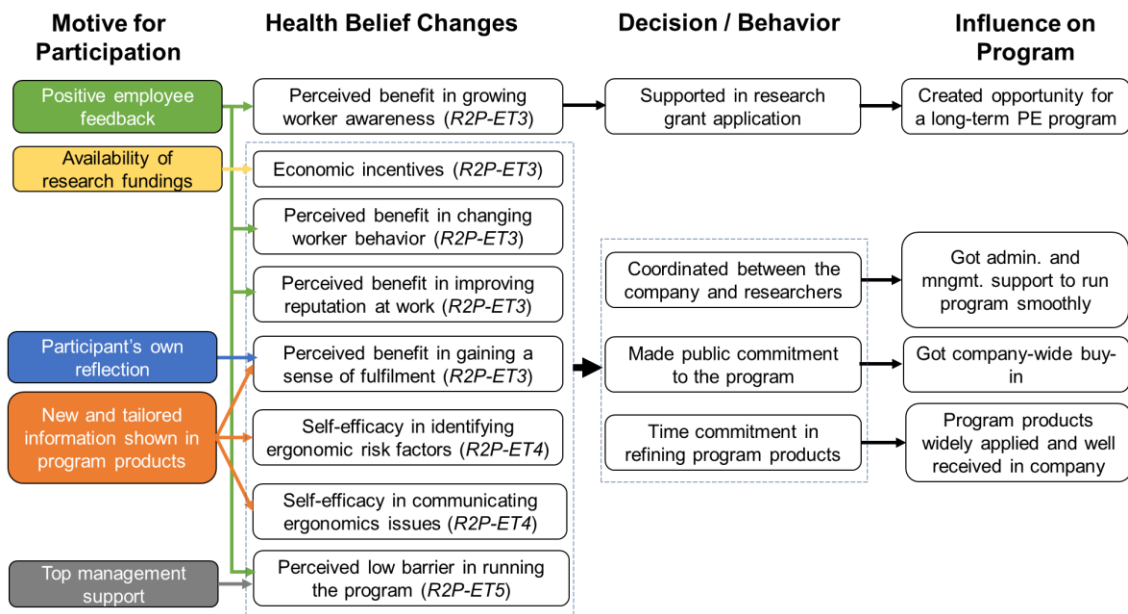 Motive for
Participation
Health Belief Changes
Decision / Behavior
Influence on
Program
Positive employee
feedback
Perceived benefit in growing
worker awareness (R2P-ET3)
Supported in research
grant application
Created opportunity for
a long-term PE program
Availability of
research fundings
Economic incentives (R2P-ET3)
Perceived benefit in changing
worker behavior (R2P-ET3)
Perceived benefit in improving
reputation at work (R2P-ET3)
Coordinated between the
company and researchers
Got admin. and
mngmt. support to run
program smoothly
Participant's own
reflection
Perceived benefit in gaining a
sense of fulfilment (R2P-ET3)
Made public commitment
to the program
Got company-wide buy-
in
New and tailored
information shown in
program products
Self-efficacy in identifying
ergonomic risk factors (R2P-ET4)
Time commitment in
refining program products
Program products
widely applied and well
received in company
Self-efficacy in communicating
ergonomics issues (R2P-ET4)
Top management
support
Perceived low barrier in running
the program (R2P-ET5)